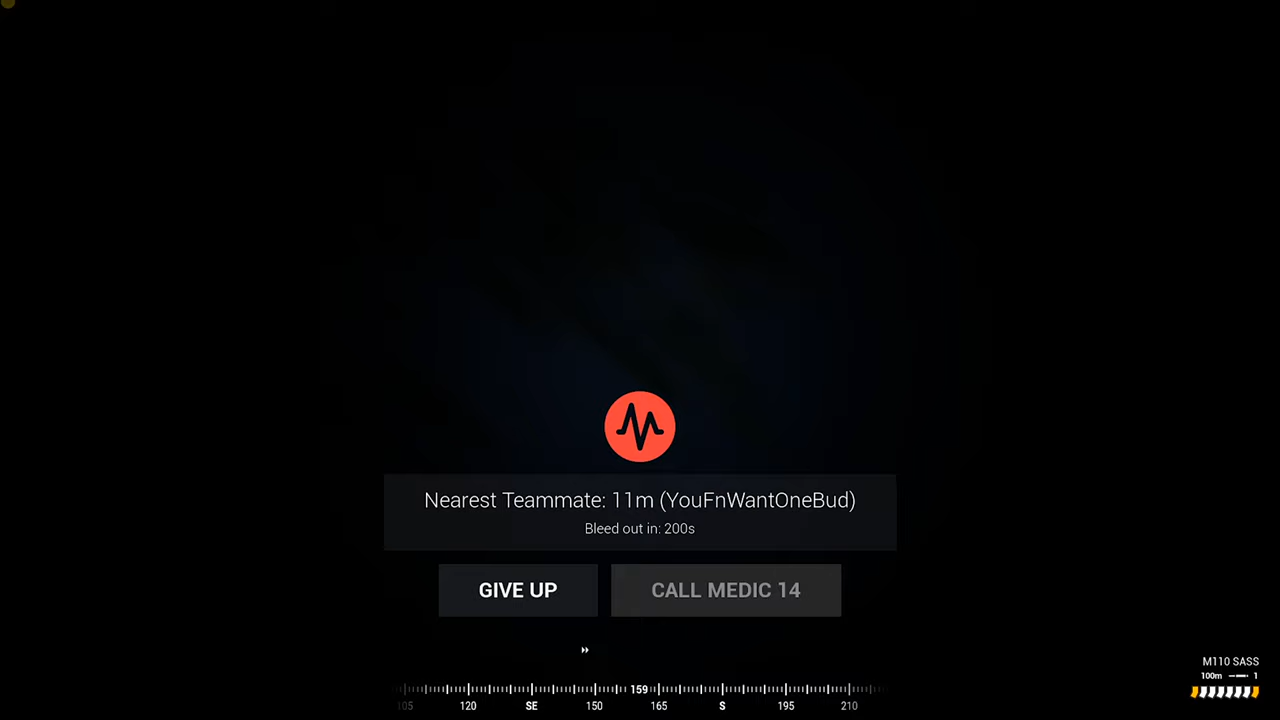 Nearest Teammate: 11m (YouFnWantOneBud)
Bleed out in: 200s
GIVE UP
CALL MEDIC 14
M110 SASS
100m 1
159
105 120 SE 150 165 S 195 210